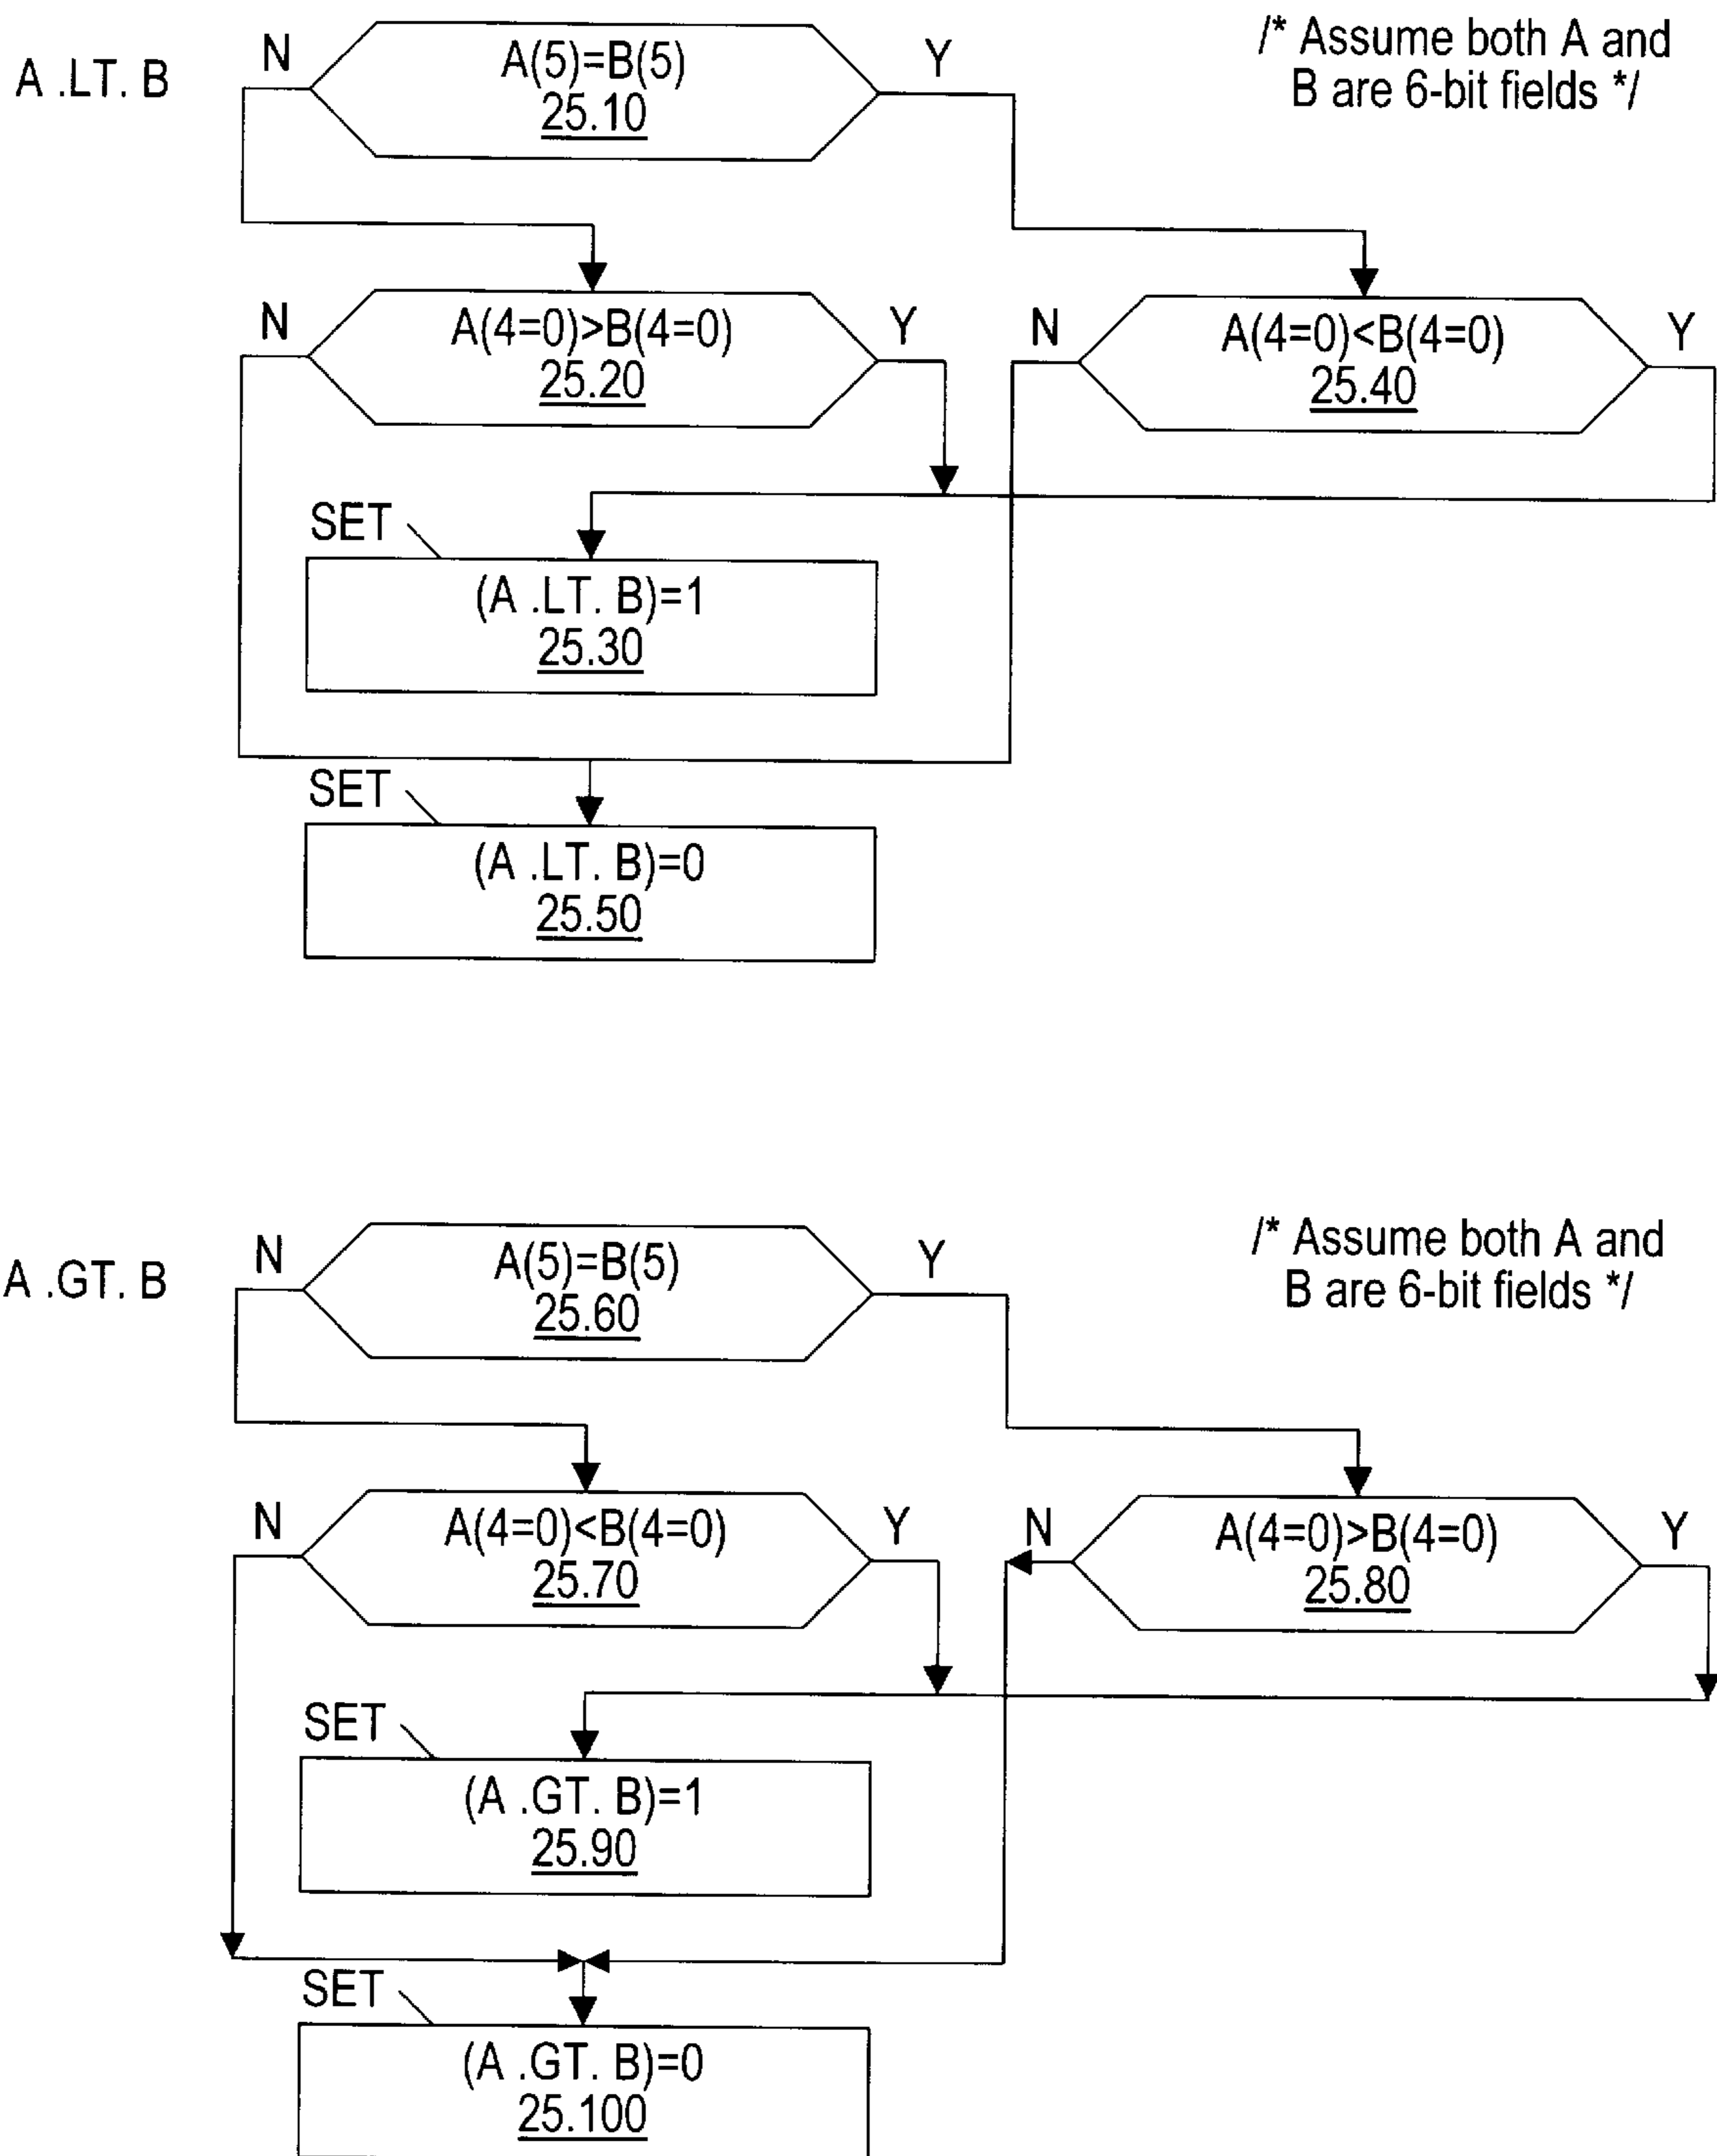 A .LT. B
N
A(5)=B(5)
25.10
Y
/* Assume both A and
B are 6-bit fields */
N
A(4=0)>B(4=0)
25.20
Y
N
A(4=0)<B(4=0)
25.40
Y
SET
(A .LT. B)=1
25.30
SET
(A .LT. B)=0
25.50
A .GT. B
N
A(5)=B(5)
25.60
Y
/* Assume both A and
B are 6-bit fields */
N
A(4=0)<B(4=0)
25.70
Y
N
A(4=0)>B(4=0)
25.80
Y
SET
(A .GT. B)=1
25.90
SET
(A .GT. B)=0
25.100